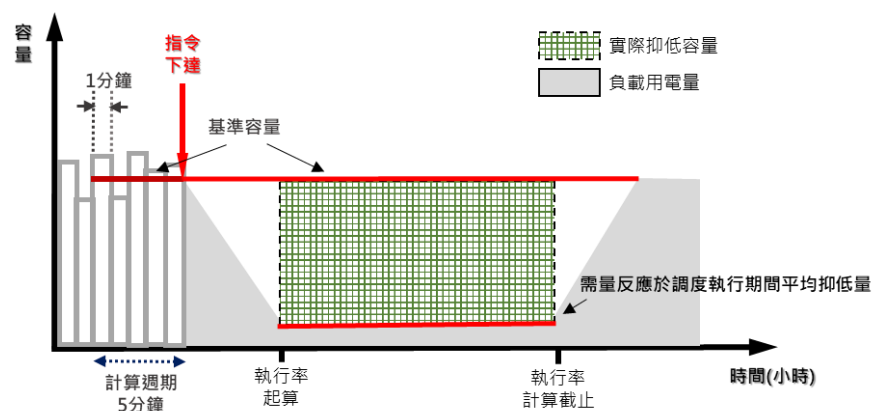 容
量
指令
下達
1分鐘
基準容量
實際抑低容量
負載用電量
需量反應於調度執行期間平均抑低量
計算週期
5分鐘
執行率
起算
執行率
計算截止
時間(小時)